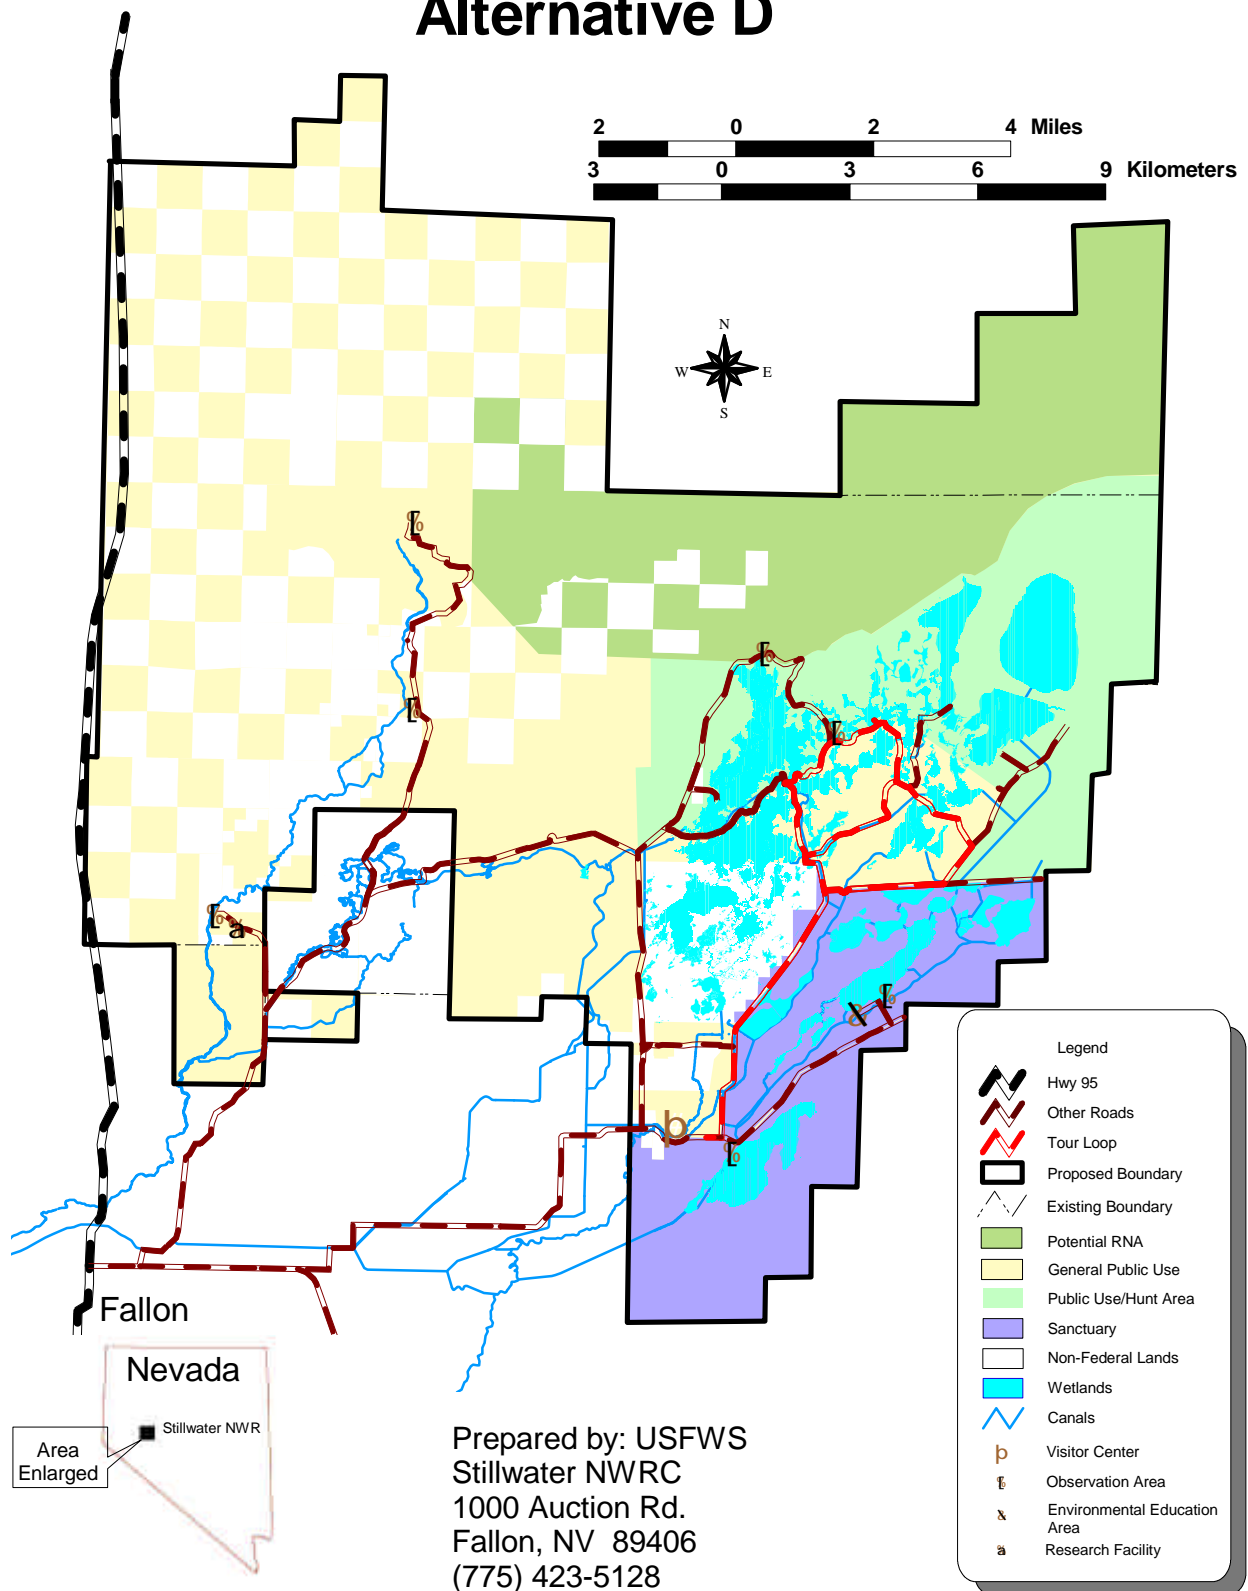 Alternative D
2 0 2 4 Miles
3 0 3 6 9 Kilometers
N
W E
S
Legend
Hwy 95
Other Roads
Tour Loop
Proposed Boundary
Existing Boundary
Potential RNA
General Public Use
Public Use/Hunt Area
Sanctuary
Non-Federal Lands
Wetlands
Canals
Visitor Center
Observation Area
Environmental Education
Area
Research Facility
Fallon
Nevada
Stillwater NWR
Area
Enlarged
Prepared by: USFWS
Stillwater NWRC
1000 Auction Rd.
Fallon, NV 89406
(775) 423-5128